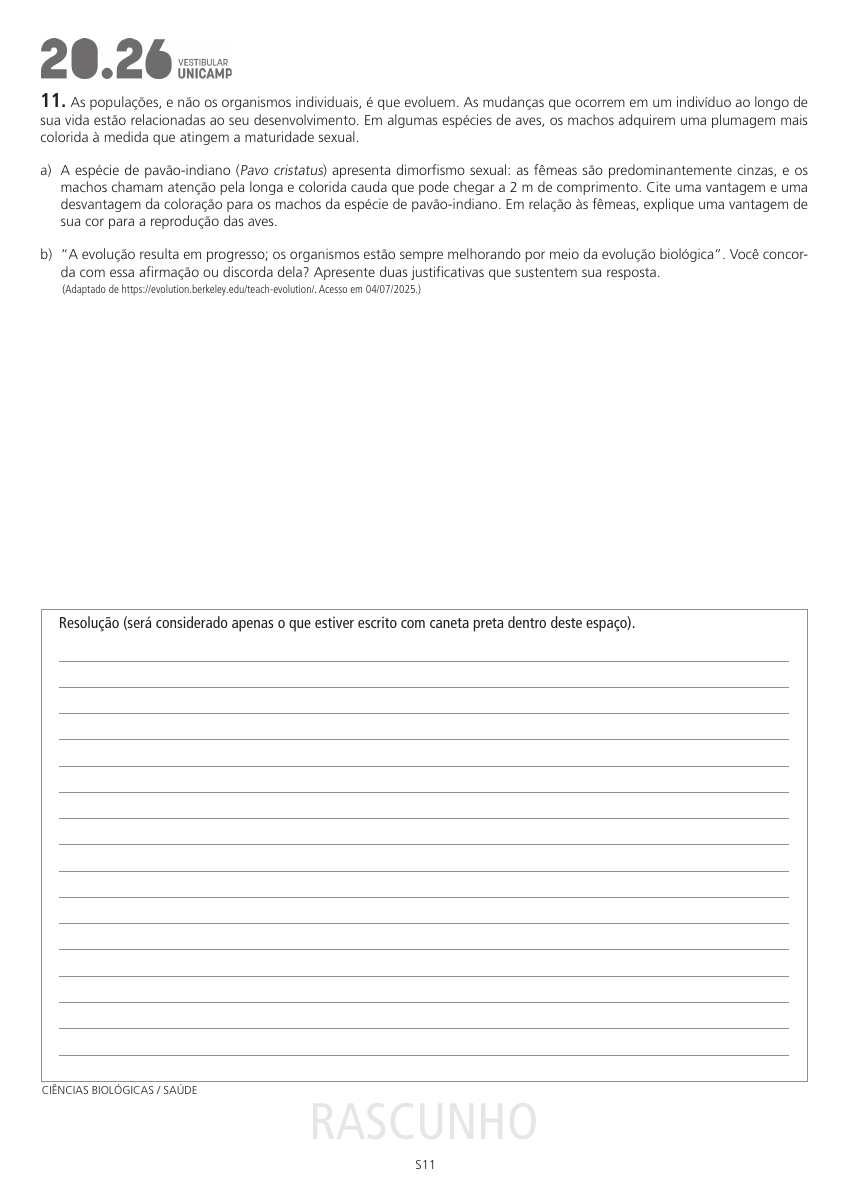 20.26 VESTIBULAR
UNICAMP
11. As populações, e não os organismos individuais, é que evoluem. As mudanças que ocorrem em um indivíduo ao longo de
sua vida estão relacionadas ao seu desenvolvimento. Em algumas espécies de aves, os machos adquirem uma plumagem mais
colorida à medida que atingem a maturidade sexual.
a) A espécie de pavão-indiano (Pavo cristatus) apresenta dimorfismo sexual: as fêmeas são predominantemente cinzas, e os
machos chamam atenção pela longa e colorida cauda que pode chegar a 2 m de comprimento. Cite uma vantagem e uma
desvantagem da coloração para os machos da espécie de pavão-indiano. Em relação às fêmeas, explique uma vantagem de
sua cor para a reprodução das aves.
b) “A evolução resulta em progresso; os organismos estão sempre melhorando por meio da evolução biológica”. Você concor-
da com essa afirmação ou discorda dela? Apresente duas justificativas que sustentem sua resposta.
(Adaptado de https://evolution.berkeley.edu/teach-evolution/. Acesso em 04/07/2025.)
Resolução (será considerado apenas o que estiver escrito com caneta preta dentro deste espaço).
CIÊNCIAS BIOLÓGICAS / SAÚDE
RASCUNHO
S11